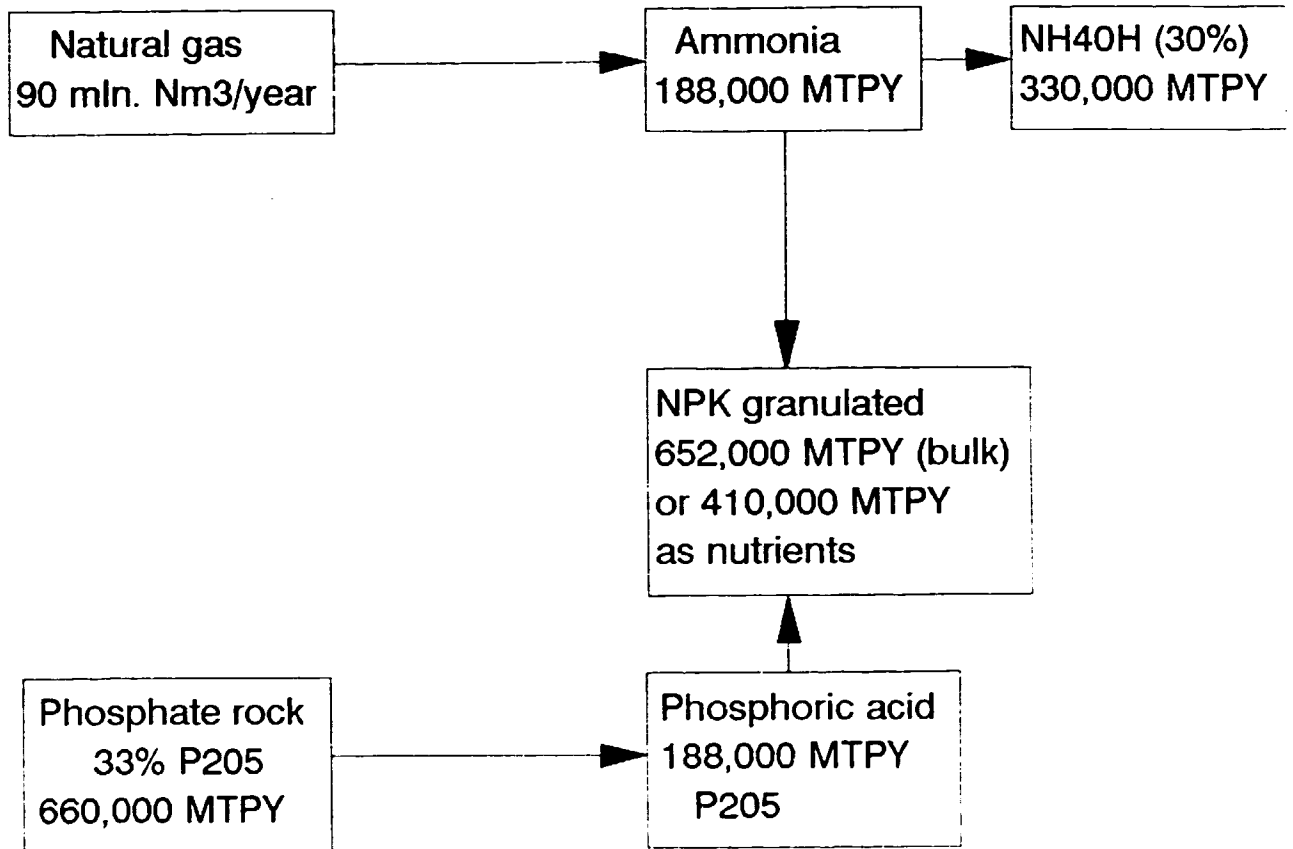 Natural gas
90 mln. Nm3/year
Ammonia
188,000 MTPY
NH40H (30%)
330,000 MTPY
NPK granulated
652,000 MTPY (bulk)
or 410,000 MTPY
as nutrients
Phosphate rock
33% P205
660,000 MTPY
Phosphoric acid
188,000 MTPY
P205